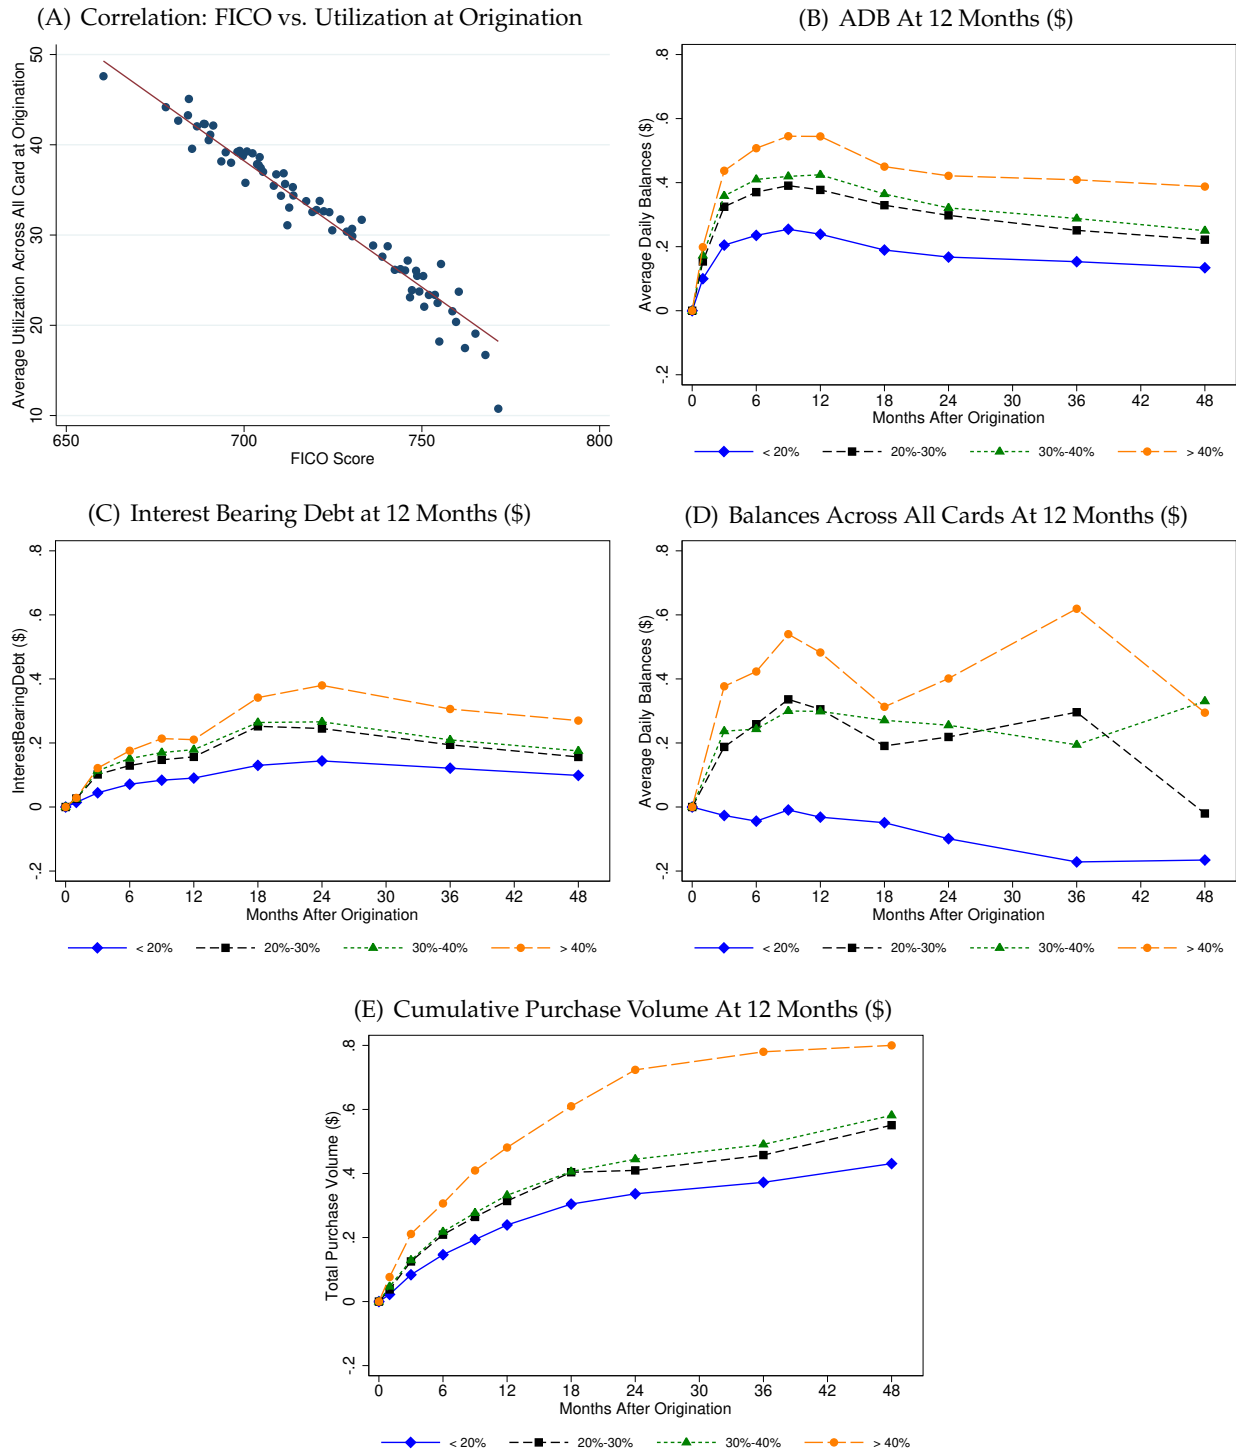 (A) Correlation: FICO vs. Utilization at Origination
Average Utilization Across All Card at Origination
50
40
30
20
10
650 700 750 800
FICO Score
(B) ADB At 12 Months ($)
Average Daily Balances ($)
.8
.6
.4
.2
0
-.2
0 6 12 18 24 30 36 42 48
Months After Origination
< 20% 20%-30% 30%-40% > 40%
(C) Interest Bearing Debt at 12 Months ($)
InterestBearingDebt ($)
.8
.6
.4
.2
0
-.2
0 6 12 18 24 30 36 42 48
Months After Origination
< 20% 20%-30% 30%-40% > 40%
(D) Balances Across All Cards At 12 Months ($)
Average Daily Balances ($)
.8
.6
.4
.2
0
-.2
0 6 12 18 24 30 36 42 48
Months After Origination
< 20% 20%-30% 30%-40% > 40%
(E) Cumulative Purchase Volume At 12 Months ($)
Total Purchase Volume ($)
.8
.6
.4
.2
0
-.2
0 6 12 18 24 30 36 42 48
Months After Origination
< 20% 20%-30% 30%-40% > 40%